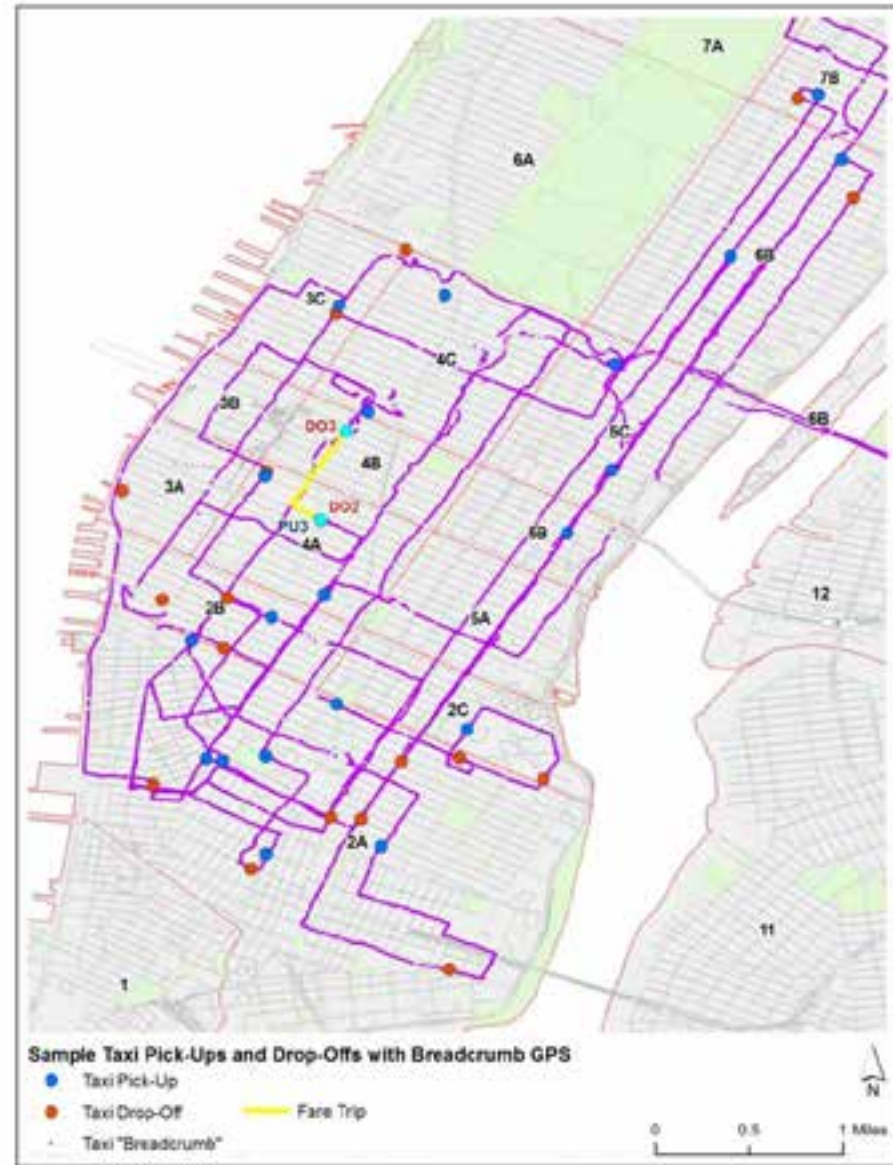 7A
7B
6A
6B
3C
4C
3B
DO3
5C
6B
4B
3A
DO2
PU3
5B
4A
12
2B
5A
2C
2A
11
1
Sample Taxi Pick-Ups and Drop-Offs with Breadcrumb GPS
Taxi Pick-Up
Taxi Drop-Off
Fare Trip
Taxi "Breadcrumb"
N
0 0.5 1 Miles